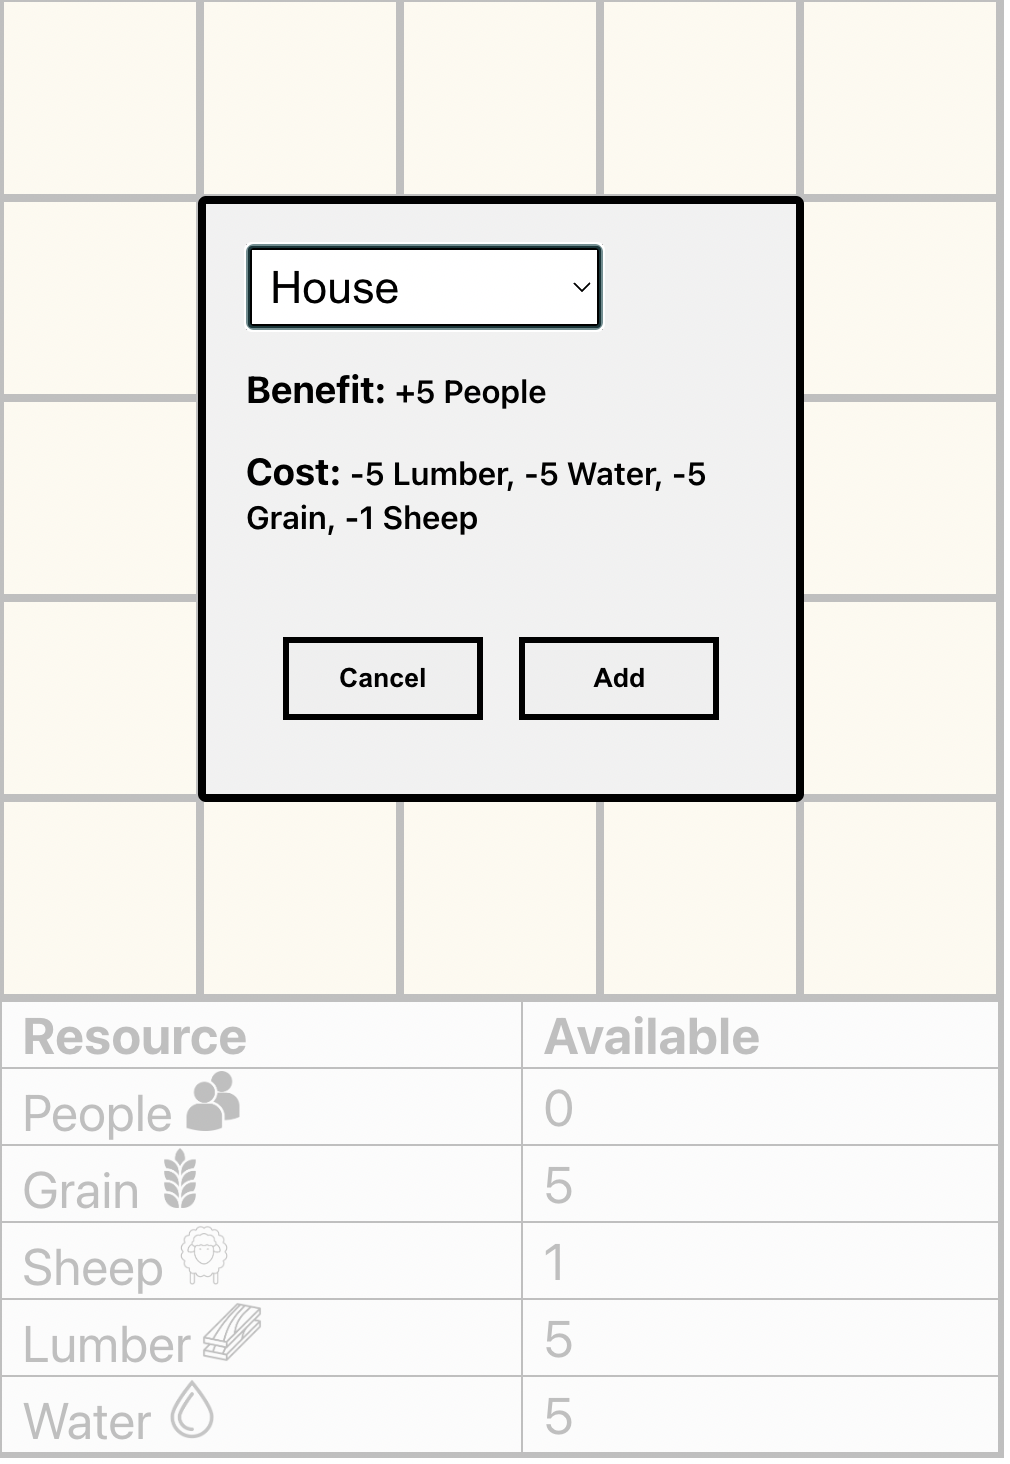 House
Benefit: +5 People
Cost: -5 Lumber, -5 Water, -5
Grain, -1 Sheep
Cancel Add
Resource Available
People 0
Grain 5
Sheep 1
Lumber 5
Water 5